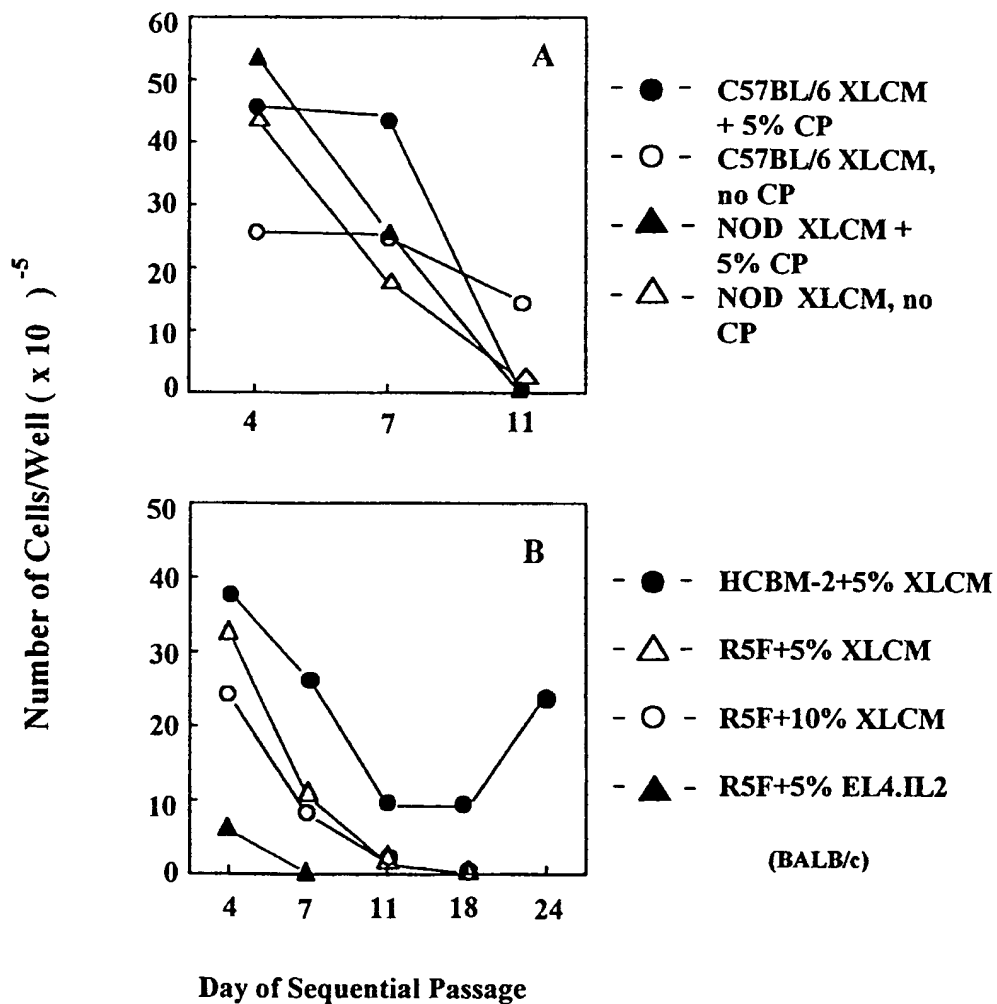 Number of Cells/Well ( x 10 ) -5
60
50
40
30
20
10
0
A
4 7 11
- ● - C57BL/6 XLCM
+ 5% CP
- ○ - C57BL/6 XLCM,
no CP
- ▲ - NOD XLCM +
5% CP
- △ - NOD XLCM, no
CP
50
40
30
20
10
0
B
4 7 11 18 24
- ● - HCBM-2+5% XLCM
- △ - R5F+5% XLCM
- ○ - R5F+10% XLCM
- ▲ - R5F+5% EL4.IL2
(BALB/c)
Day of Sequential Passage